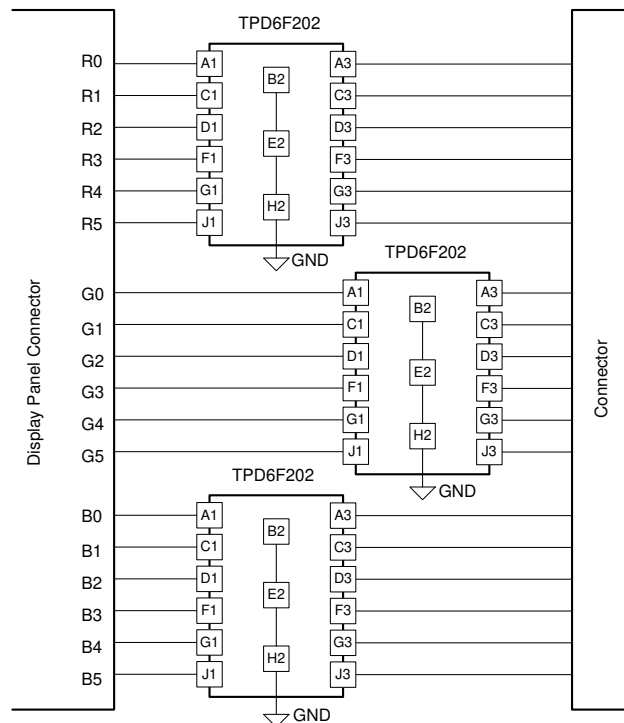 TPD6F202
R0 A1 B2 A3
R1 C1 C3
R2 D1 E2 D3
R3 F1 F3
R4 G1 H2 G3
R5 J1 J3
GND
TPD6F202
G0 A1 B2 A3
G1 C1 C3
G2 D1 E2 D3
G3 F1 F3
G4 G1 H2 G3
G5 J1 J3
GND
TPD6F202
B0 A1 B2 A3
B1 C1 C3
B2 D1 E2 D3
B3 F1 F3
B4 G1 H2 G3
B5 J1 J3
GND
Display Panel Connector
Connector